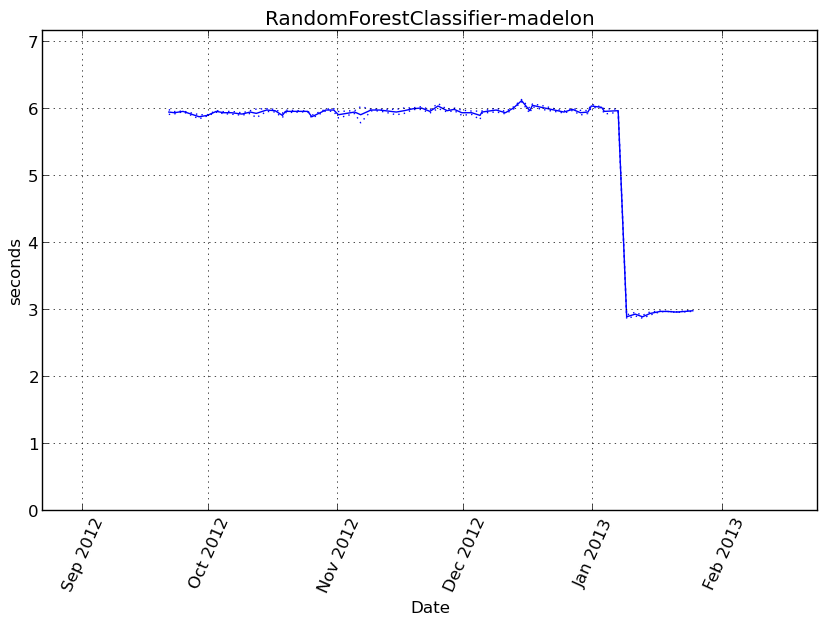 RandomForestClassifier-madelon
7
6
5
4
3
2
1
0
seconds
Sep 2012
Oct 2012
Nov 2012
Dec 2012
Jan 2013
Feb 2013
Date